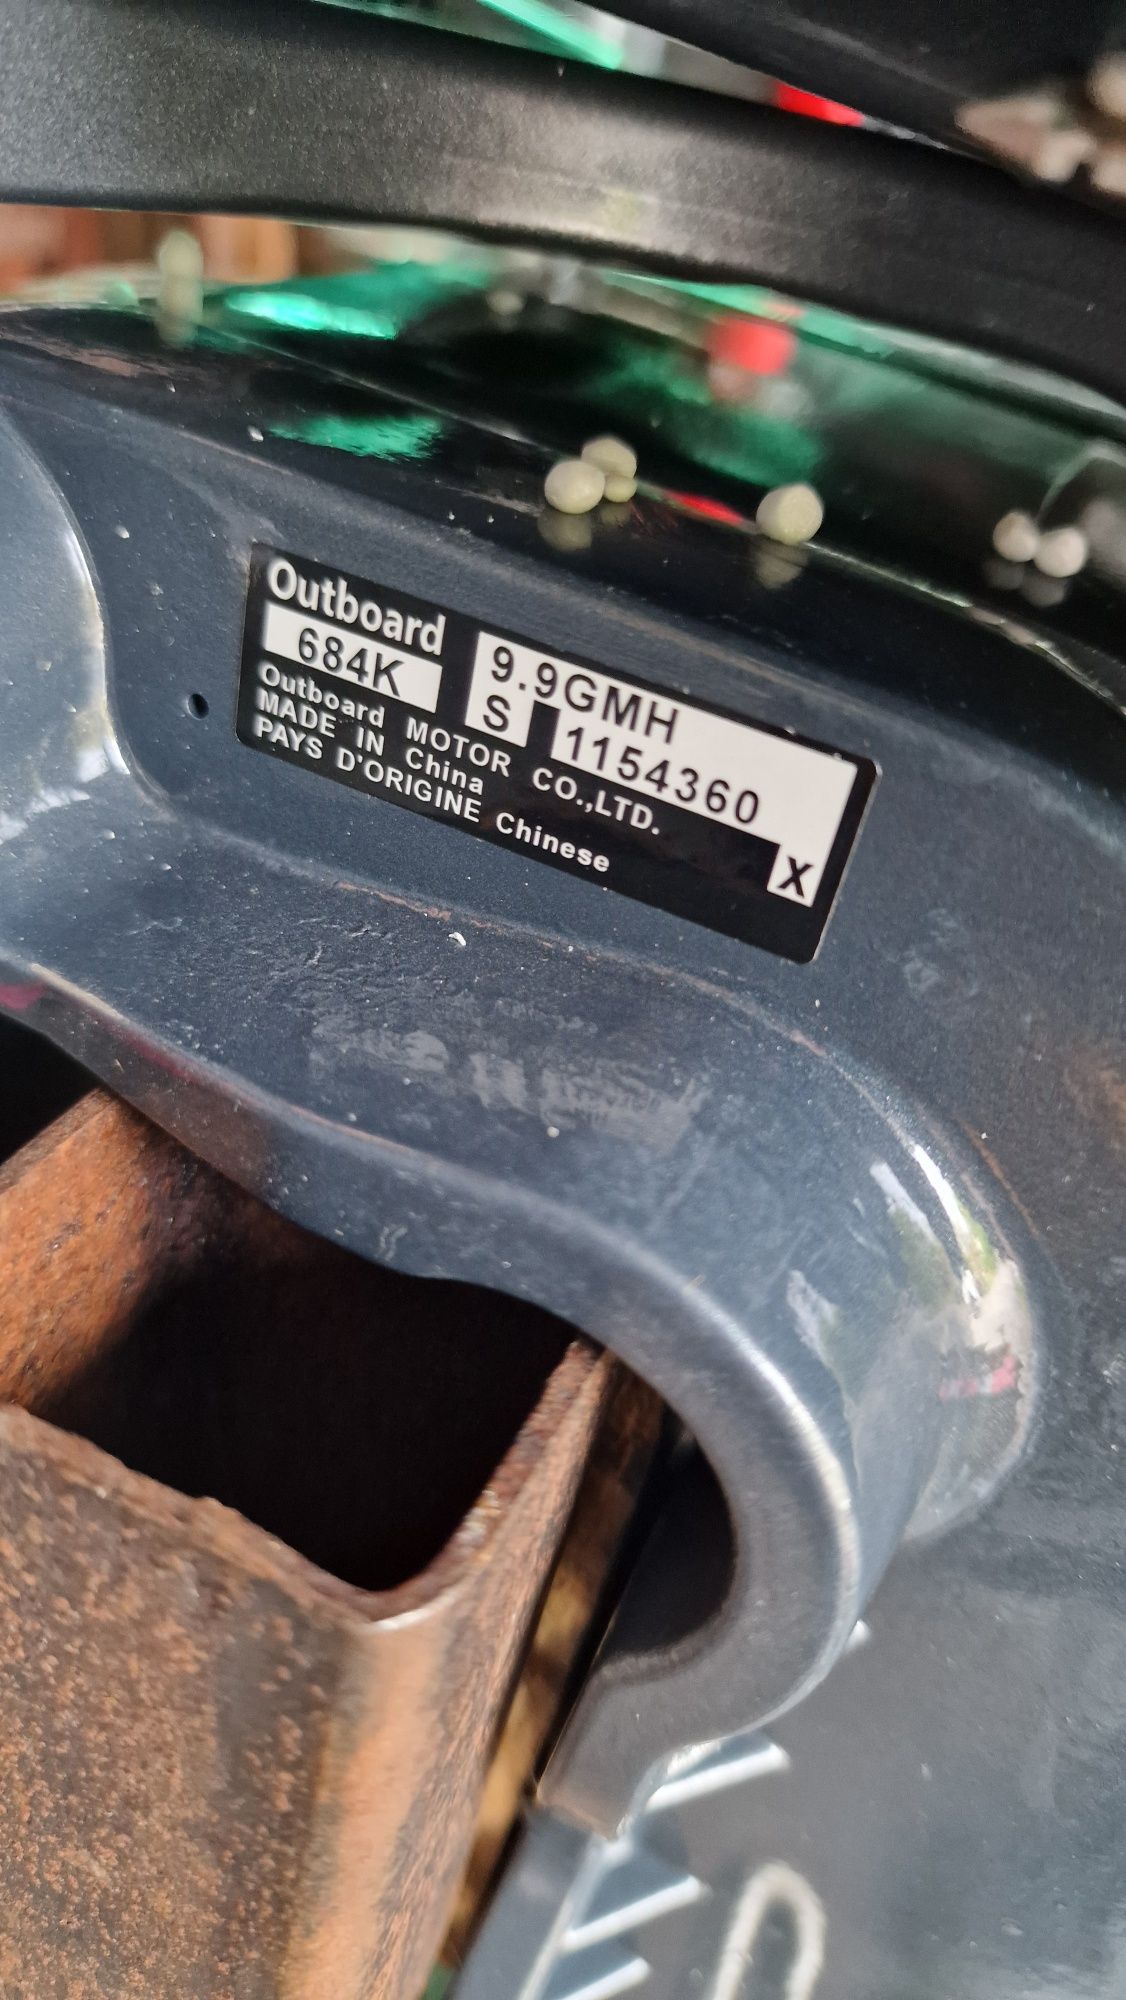 Outboard
684K
9.9GMH
S 1154360
Outboard MOTOR CO.,LTD.
MADE IN China
PAYS D'ORIGINE Chinese
X